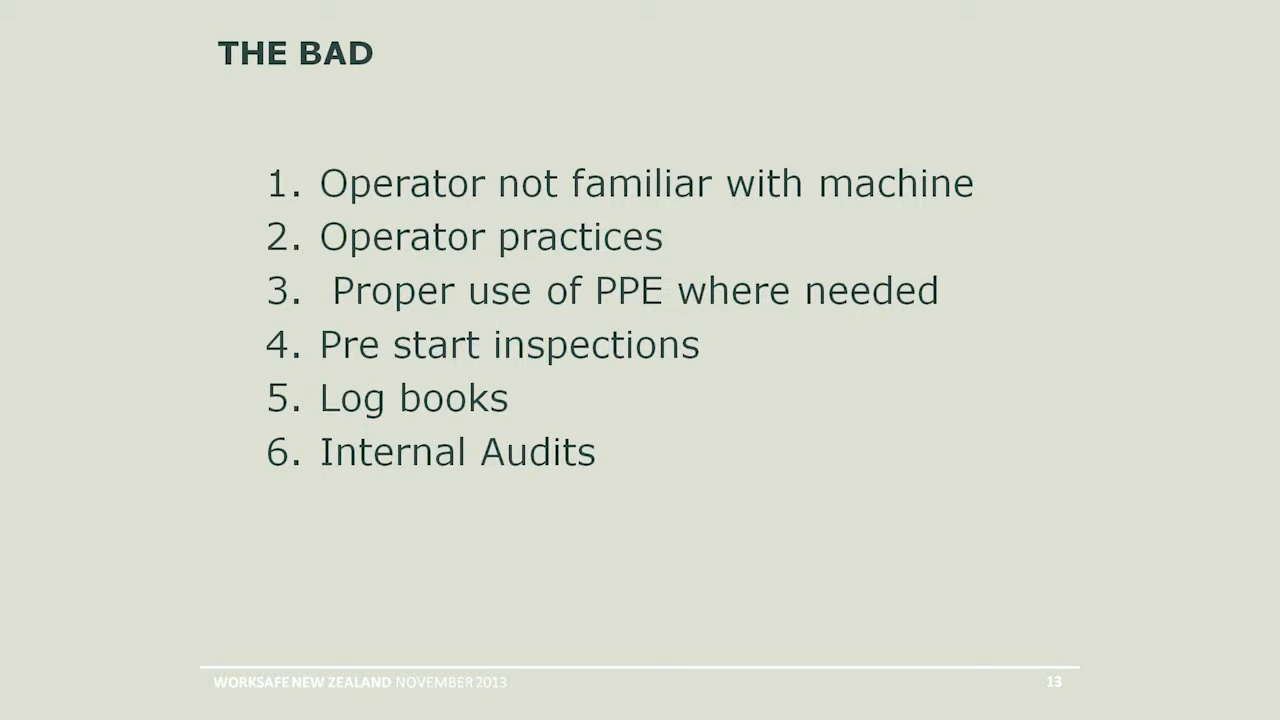 THE BAD
1. Operator not familiar with machine
2. Operator practices
3. Proper use of PPE where needed
4. Pre start inspections
5. Log books
6. Internal Audits
WORKSAFE NEW ZEALAND NOVEMBER 2013 13